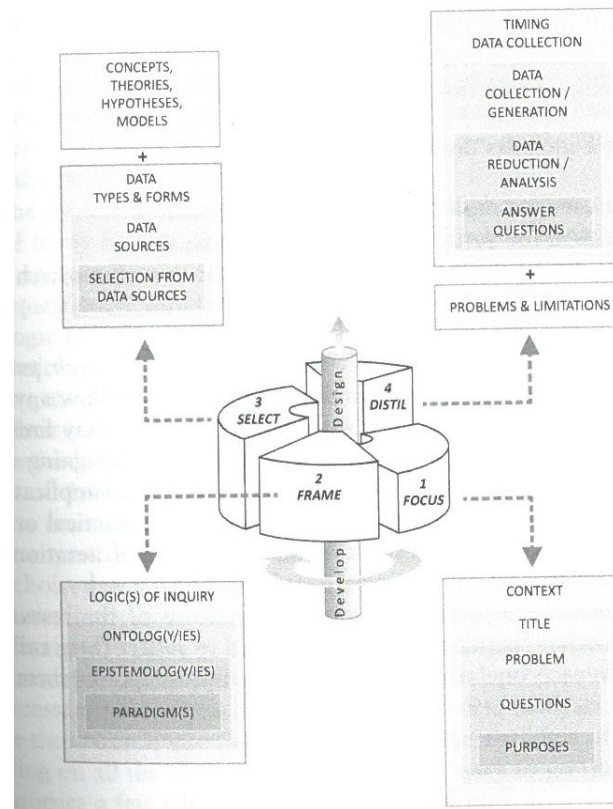 CONCEPTS,
THEORIES,
HYPOTHESES,
MODELS
+
DATA
TYPES & FORMS
DATA
SOURCES
SELECTION FROM
DATA SOURCES
TIMING
DATA COLLECTION
DATA
COLLECTION /
GENERATION
DATA
REDUCTION /
ANALYSIS
ANSWER
QUESTIONS
+
PROBLEMS & LIMITATIONS
Design
3
SELECT
4
DISTIL
2
FRAME
1
FOCUS
Develop
LOGIC(S) OF INQUIRY
ONTOLOG(Y/IES)
EPISTEMOLOG(Y/IES)
PARADIGM(S)
CONTEXT
TITLE
PROBLEM
QUESTIONS
PURPOSES